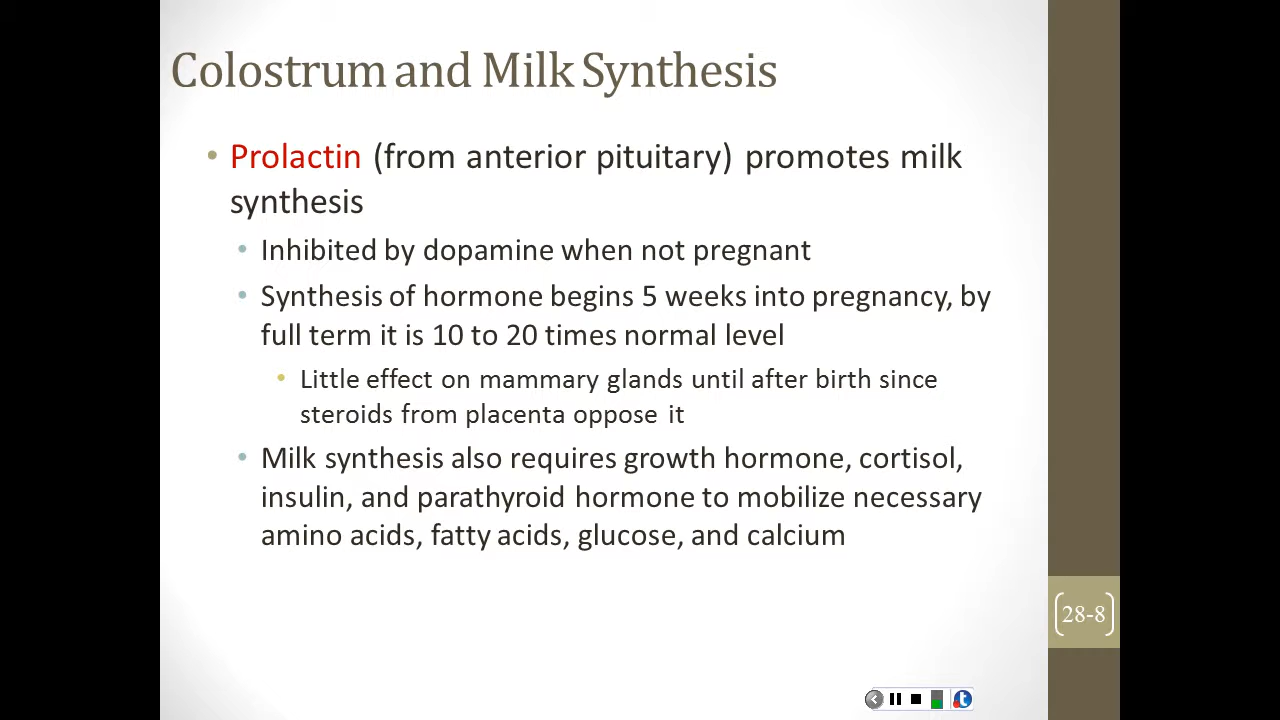 Colostrum and Milk Synthesis
• Prolactin (from anterior pituitary) promotes milk
synthesis
• Inhibited by dopamine when not pregnant
• Synthesis of hormone begins 5 weeks into pregnancy, by
full term it is 10 to 20 times normal level
• Little effect on mammary glands until after birth since
steroids from placenta oppose it
• Milk synthesis also requires growth hormone, cortisol,
insulin, and parathyroid hormone to mobilize necessary
amino acids, fatty acids, glucose, and calcium
28-8
t